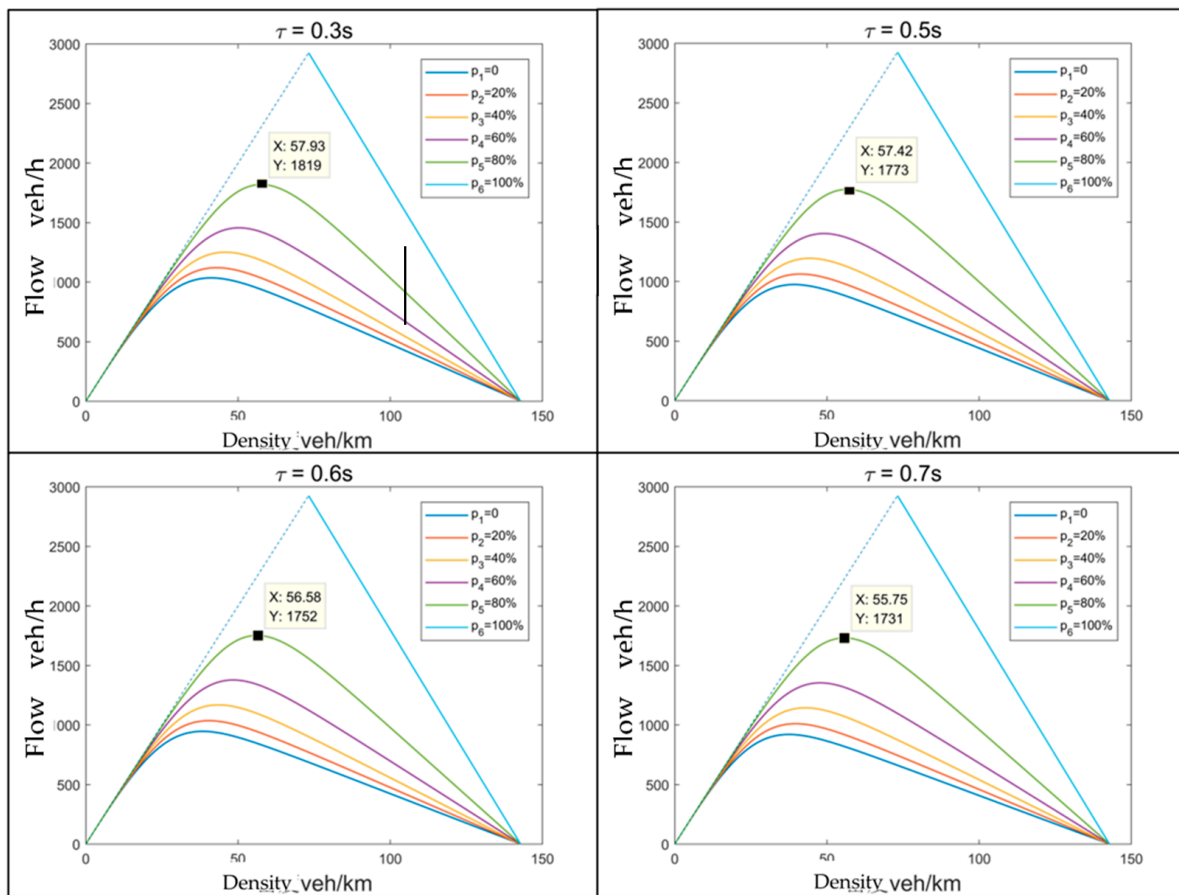 τ = 0.3s
3000
2500
2000
1500
1000
500
0
0
50
100
150
Flow veh/h
Density veh/km
X: 57.93
Y: 1819
p1=0
p2=20%
p3=40%
p4=60%
p5=80%
p6=100%
τ = 0.5s
3000
2500
2000
1500
1000
500
0
0
50
100
150
Flow veh/h
Density veh/km
X: 57.42
Y: 1773
p1=0
p2=20%
p3=40%
p4=60%
p5=80%
p6=100%
τ = 0.6s
3000
2500
2000
1500
1000
500
0
0
50
100
150
Flow veh/h
Density veh/km
X: 56.58
Y: 1752
p1=0
p2=20%
p3=40%
p4=60%
p5=80%
p6=100%
τ = 0.7s
3000
2500
2000
1500
1000
500
0
0
50
100
150
Flow veh/h
Density veh/km
X: 55.75
Y: 1731
p1=0
p2=20%
p3=40%
p4=60%
p5=80%
p6=100%